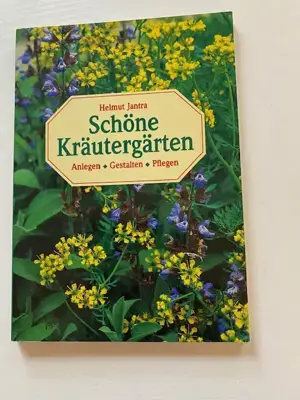 Helmut Jantra
Schöne
Kräutergärten
Anlegen ◆ Gestalten ◆ Pflegen